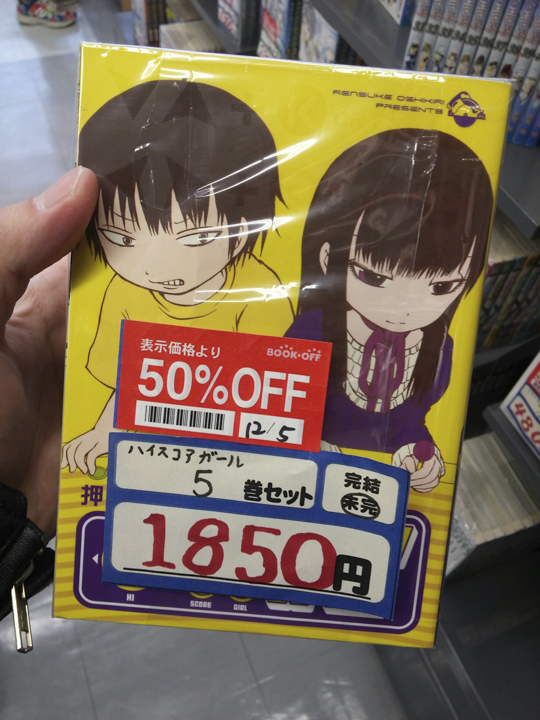 RENSUKE OSHIKIRI
PRESENTS
表示価格より
BOOK・OFF
50%OFF
12/5
ハイスコアガール
5 巻セット
完結
未完
1850円
押
HI
SCORE
GIRL
480